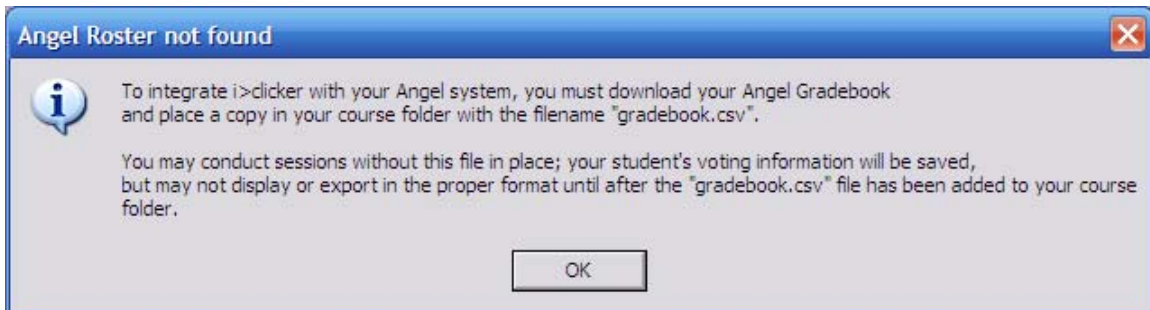 Angel Roster not found
To integrate i>clicker with your Angel system, you must download your Angel Gradebook
and place a copy in your course folder with the filename "gradebook.csv".
You may conduct sessions without this file in place; your student's voting information will be saved,
but may not display or export in the proper format until after the "gradebook.csv" file has been added to your course
folder.
OK